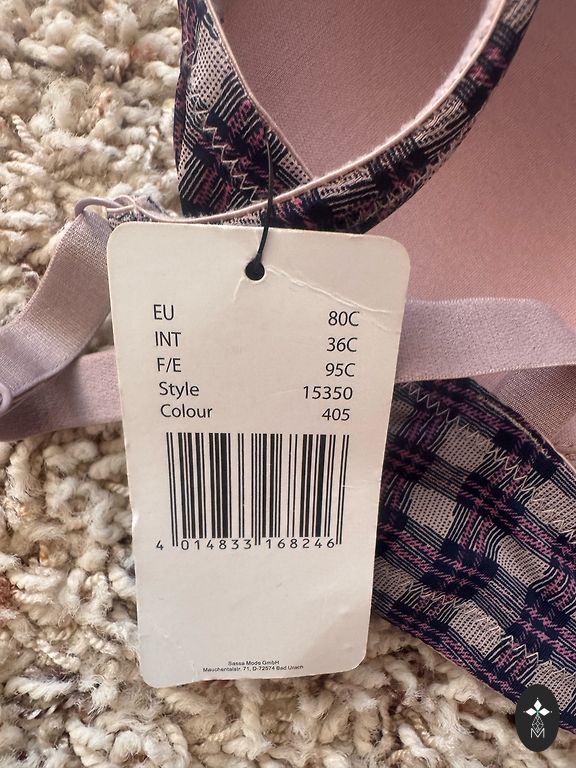 EU 80C
INT 36C
F/E 95C
Style 15350
Colour 405
4 014833 168246
Sassa Mode GmbH
Mauchentalstr. 71, D-72574 Bad Urach
M